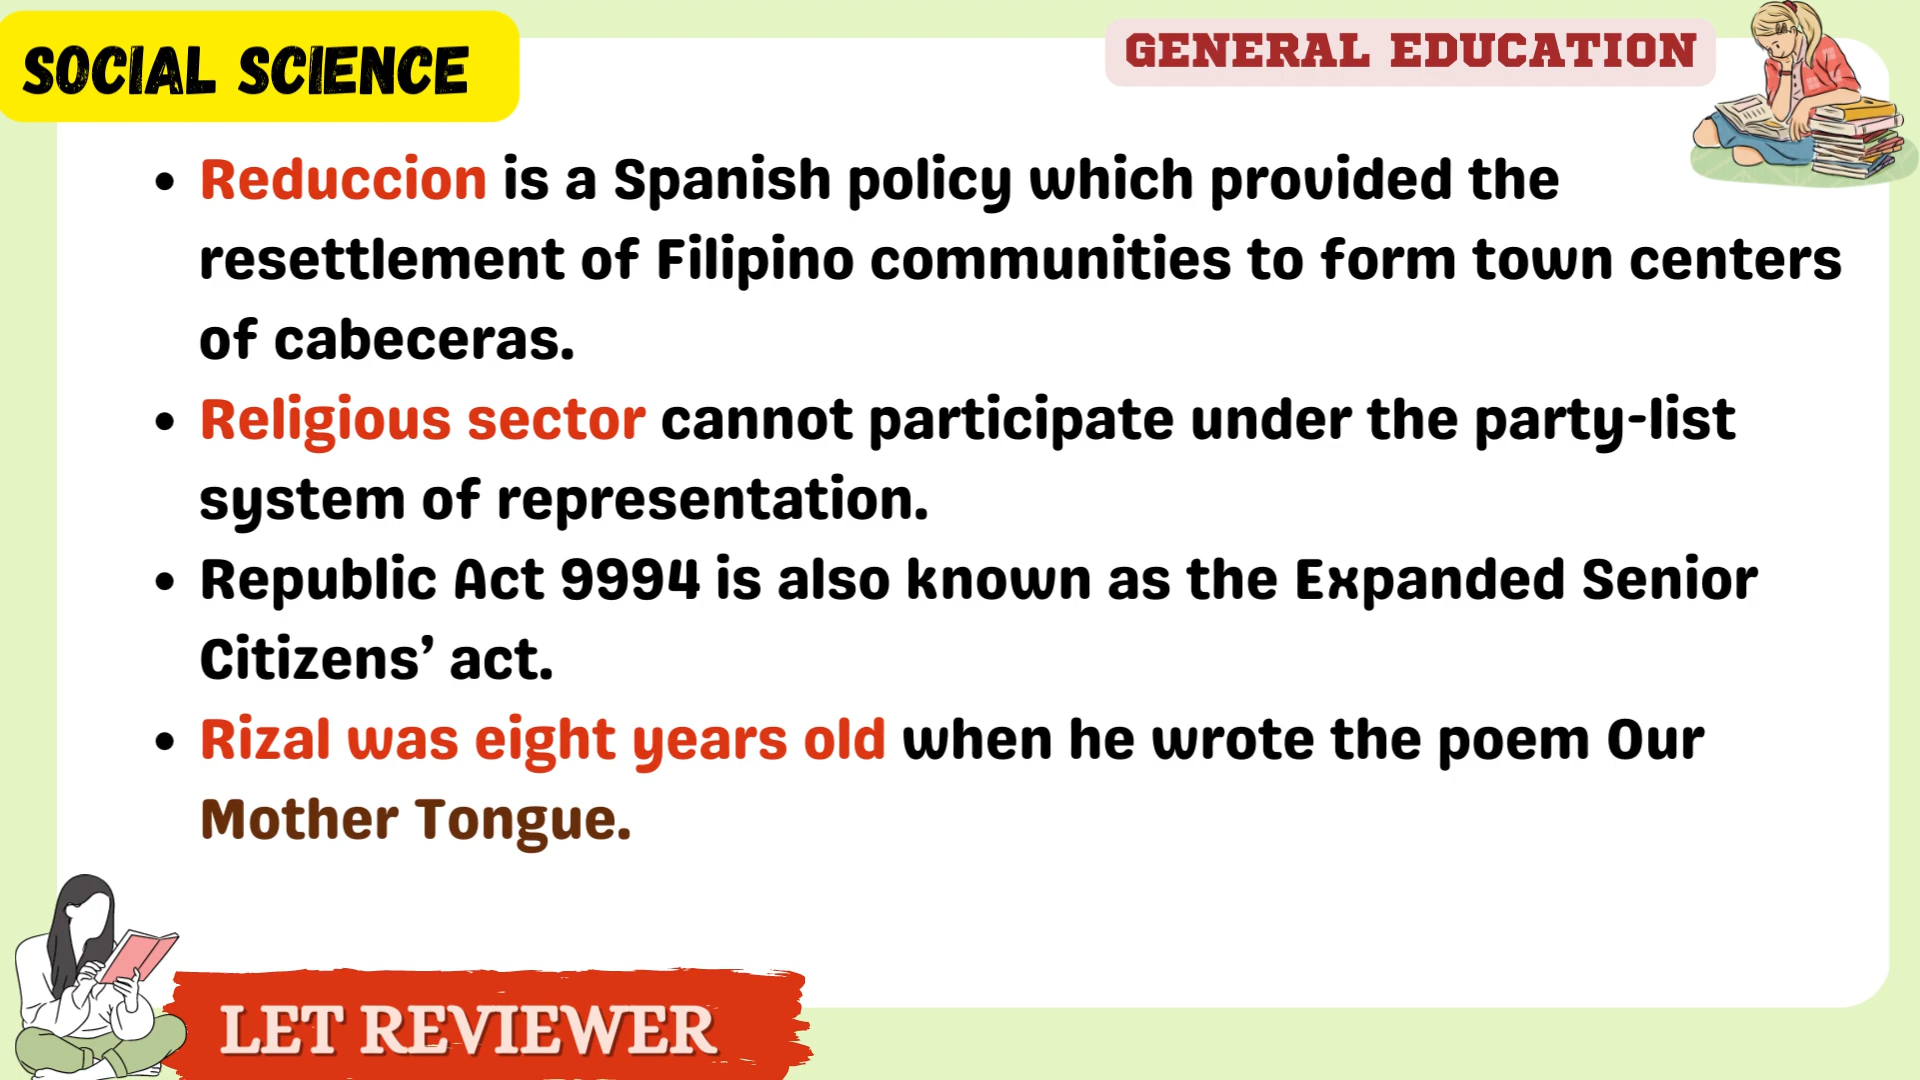 SOCIAL SCIENCE
GENERAL EDUCATION
• Reduccion is a Spanish policy which provided the
resettlement of Filipino communities to form town centers
of cabeceras.
• Religious sector cannot participate under the party-list
system of representation.
• Republic Act 9994 is also known as the Expanded Senior
Citizens’ act.
• Rizal was eight years old when he wrote the poem Our
Mother Tongue.
LET REVIEWER